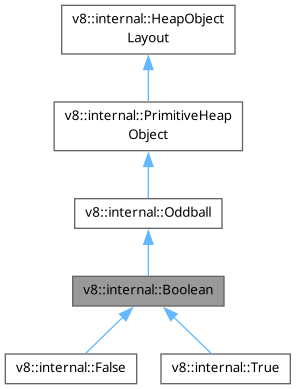 v8::internal::HeapObject
Layout
v8::internal::PrimitiveHeap
Object
v8::internal::Oddball
v8::internal::Boolean
v8::internal::False
v8::internal::True